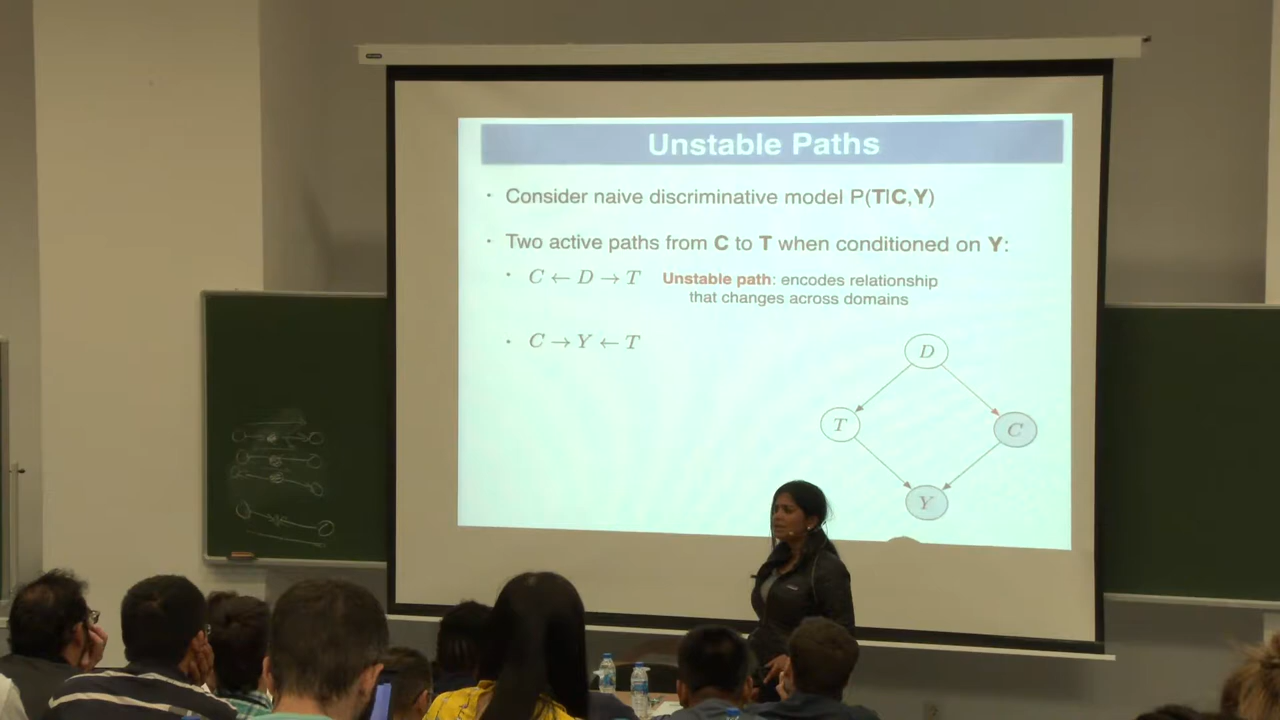 Unstable Paths
• Consider naive discriminative model P(T|C,Y)
• Two active paths from C to T when conditioned on Y:
• C ← D → T Unstable path: encodes relationship
that changes across domains
• C → Y ← T
D
T
C
Y